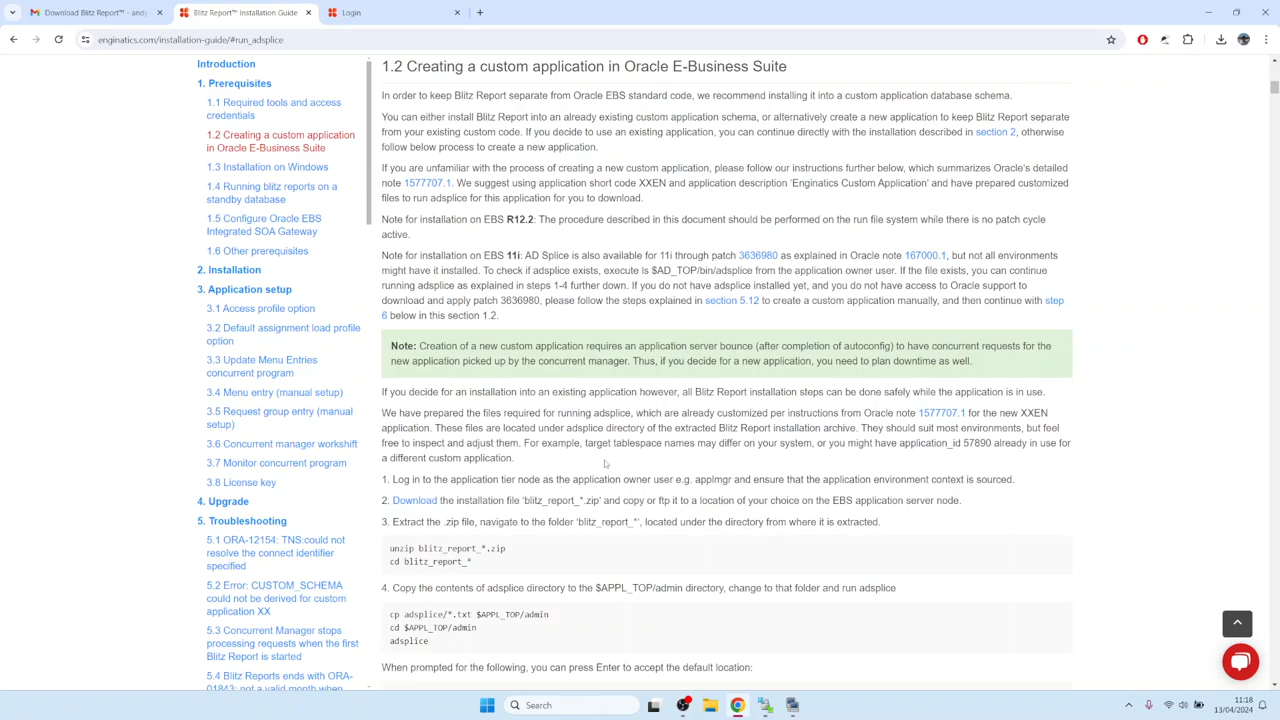 Download Blitz Report™ - andy
Blitz Report™ Installation Guide
Login
enginatics.com/installation-guide/#run_adsplice
Introduction
1. Prerequisites
1.1 Required tools and access
credentials
1.2 Creating a custom application
in Oracle E-Business Suite
1.3 Installation on Windows
1.4 Running blitz reports on a
standby database
1.5 Configure Oracle EBS
Integrated SOA Gateway
1.6 Other prerequisites
2. Installation
3. Application setup
3.1 Access profile option
3.2 Default assignment load profile
option
3.3 Update Menu Entries
concurrent program
3.4 Menu entry (manual setup)
3.5 Request group entry (manual
setup)
3.6 Concurrent manager workshift
3.7 Monitor concurrent program
3.8 License key
4. Upgrade
5. Troubleshooting
5.1 ORA-12154: TNS:could not
resolve the connect identifier
specified
5.2 Error: CUSTOM_SCHEMA
could not be derived for custom
application XX
5.3 Concurrent Manager stops
processing requests when the first
Blitz Report is started
5.4 Blitz Reports ends with ORA-
01843: not a valid month when
1.2 Creating a custom application in Oracle E-Business Suite
In order to keep Blitz Report separate from Oracle EBS standard code, we recommend installing it into a custom application database schema.
You can either install Blitz Report into an already existing custom application schema, or alternatively create a new application to keep Blitz Report separate
from your existing custom code. If you decide to use an existing application, you can continue directly with the installation described in section 2, otherwise
follow below process to create a new application.
If you are unfamiliar with the process of creating a new custom application, please follow our instructions further below, which summarizes Oracle's detailed
note 1577707.1. We suggest using application short code XXEN and application description 'Enginatics Custom Application' and have prepared customized
files to run adsplice for this application for you to download.
Note for installation on EBS R12.2: The procedure described in this document should be performed on the run file system while there is no patch cycle
active.
Note for installation on EBS 11i: AD Splice is also available for 11i through patch 3636980 as explained in Oracle note 167000.1, but not all environments
might have it installed. To check if adsplice exists, execute ls $AD_TOP/bin/adsplice from the application owner user. If the file exists, you can continue
running adsplice as explained in steps 1-4 further down. If you do not have adsplice installed yet, and you do not have access to Oracle support to
download and apply patch 3636980, please follow the steps explained in section 5.12 to create a custom application manually, and then continue with step
6 below in this section 1.2.
Note: Creation of a new custom application requires an application server bounce (after completion of autoconfig) to have concurrent requests for the
new application picked up by the concurrent manager. Thus, if you decide for a new application, you need to plan downtime as well.
If you decide for an installation into an existing application however, all Blitz Report installation steps can be done safely while the application is in use.
We have prepared the files required for running adsplice, which are already customized per instructions from Oracle note 1577707.1 for the new XXEN
application. These files are located under adsplice directory of the extracted Blitz Report installation archive. They should suit most environments, but feel
free to inspect and adjust them. For example, target tablespace names may differ on your system, or you might have application_id 57890 already in use for
a different custom application.
1. Log in to the application tier node as the application owner user e.g. applmgr and ensure that the application environment context is sourced.
2. Download the installation file 'blitz_report_*.zip' and copy or ftp it to a location of your choice on the EBS application server node.
3. Extract the .zip file, navigate to the folder 'blitz_report_*', located under the directory from where it is extracted.
unzip blitz_report_*.zip
cd blitz_report_*
4. Copy the contents of adsplice directory to the $APPL_TOP/admin directory, change to that folder and run adsplice
cp adsplice/*.txt $APPL_TOP/admin
cd $APPL_TOP/admin
adsplice
When prompted for the following, you can press Enter to accept the default location:
Search
11:18
13/04/2024